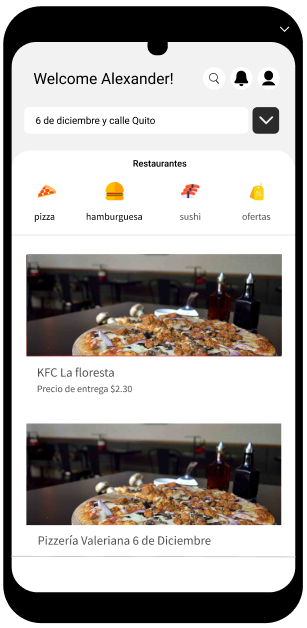 Welcome Alexander!
6 de diciembre y calle Quito
Restaurantes
pizza hamburguesa sushi ofertas
KFC La floresta
Precio de entrega $2.30
Pizzería Valeriana 6 de Diciembre